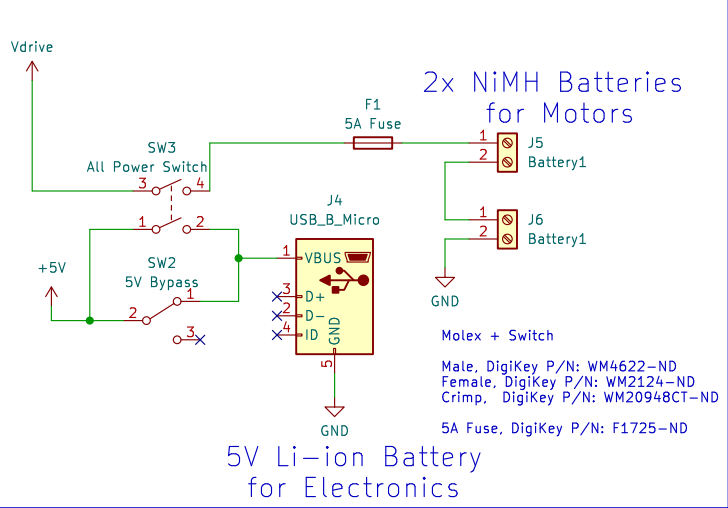 Vdrive
2x NiMH Batteries
for Motors
F1
5A Fuse
1
J5
2
Battery1
SW3
All Power Switch
3
4
1
2
J4
USB_B_Micro
1
J6
2
Battery1
+5V
SW2
5V Bypass
1
2
3
1
VBUS
3
D+
2
D-
4
ID
GND
5
GND
GND
Molex + Switch
Male, DigiKey P/N: WM4622-ND
Female, DigiKey P/N: WM2124-ND
Crimp,  DigiKey P/N: WM20948CT-ND
5A Fuse, DigiKey P/N: F1725-ND
5V Li-ion Battery
for Electronics